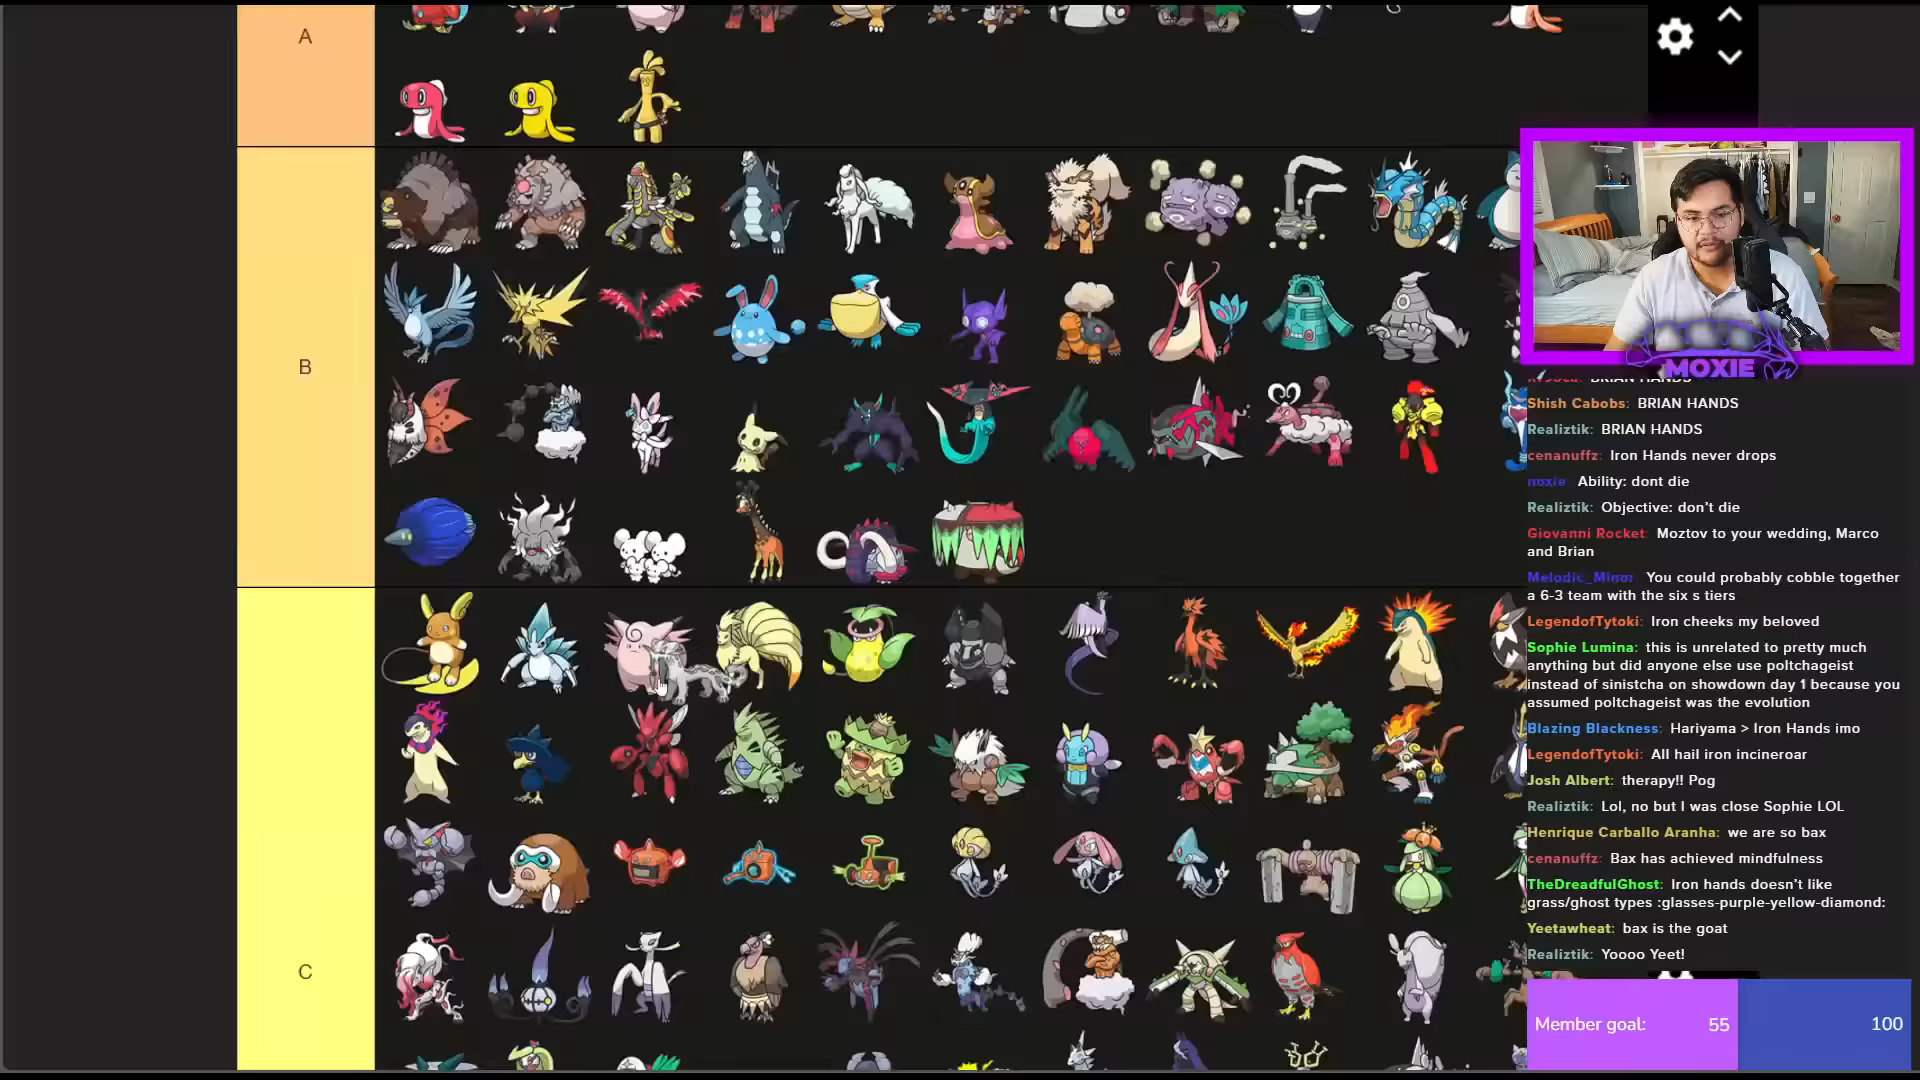 A
B
C
MOXIE
BRIAN HANDS
Shish Cabobs: BRIAN HANDS
Realiztik: BRIAN HANDS
cenanuffz: Iron Hands never drops
moxie Ability: dont die
Realiztik: Objective: don't die
Giovanni Rocket: Moztov to your wedding, Marco
and Brian
Melodic_Minor You could probably cobble together
a 6-3 team with the six s tiers
LegendofTytoki: Iron cheeks my beloved
Sophie Lumina: this is unrelated to pretty much
anything but did anyone else use poltchageist
instead of sinistcha on showdown day 1 because you
assumed poltchageist was the evolution
Blazing Blackness: Hariyama > Iron Hands imo
LegendofTytoki: All hail iron incineroar
Josh Albert: therapy!! Pog
Realiztik: Lol, no but I was close Sophie LOL
Henrique Carballo Aranha: we are so bax
cenanuffz: Bax has achieved mindfulness
TheDreadfulGhost: Iron hands doesn't like
grass/ghost types :glasses-purple-yellow-diamond:
Yeetawheat: bax is the goat
Realiztik: Yoooo Yeet!
Member goal: 55 100